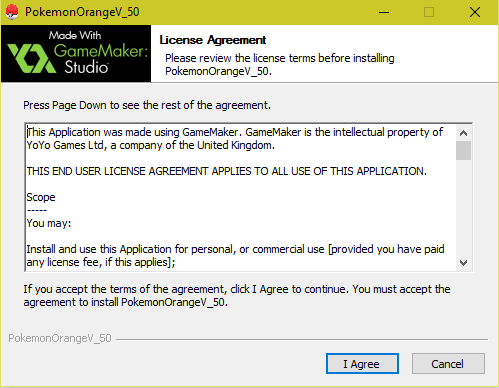 PokemonOrangeV_50
Made With
GameMaker:
Studio
License Agreement
Please review the license terms before installing
PokemonOrangeV_50.
Press Page Down to see the rest of the agreement.
This Application was made using GameMaker. GameMaker is the intellectual property of
YoYo Games Ltd, a company of the United Kingdom.
THIS END USER LICENSE AGREEMENT APPLIES TO ALL USE OF THIS APPLICATION.
Scope
-----
You may:
Install and use this Application for personal, or commercial use [provided you have paid
any license fee, if this applies];
If you accept the terms of the agreement, click I Agree to continue. You must accept the
agreement to install PokemonOrangeV_50.
PokemonOrangeV_50
I Agree
Cancel